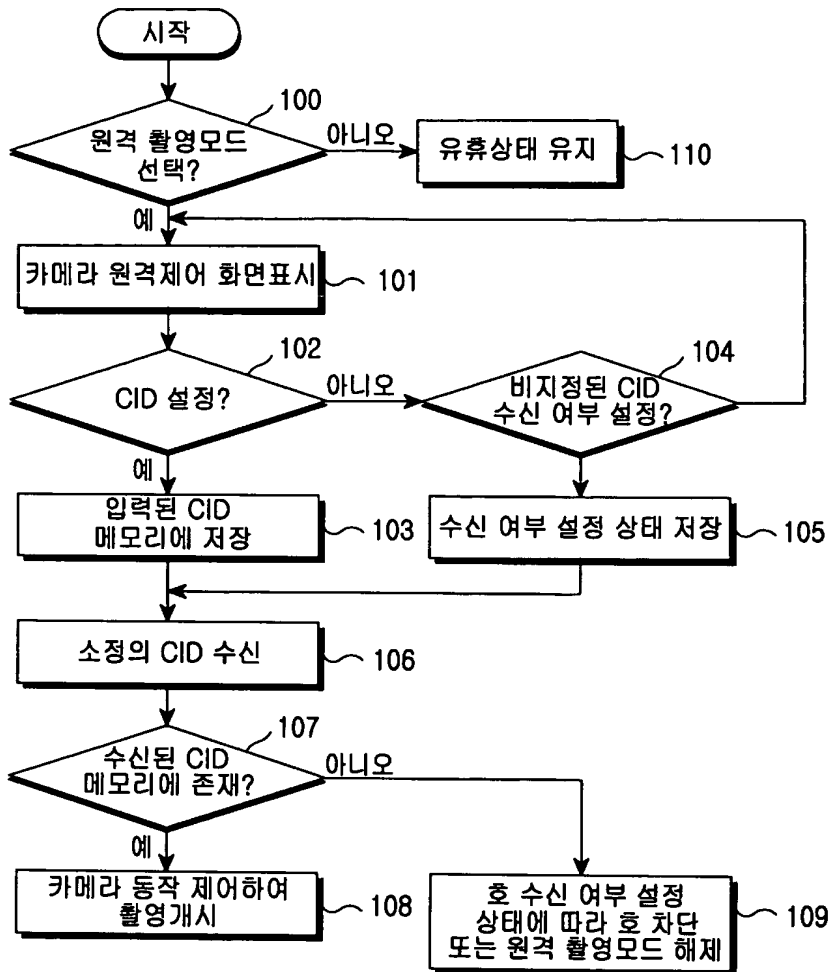 시작
100
원격 촬영모드
선택?
아니오
유휴상태 유지
110
예
카메라 원격제어 화면표시
101
102
CID 설정?
아니오
104
비지정된 CID
수신 여부 설정?
예
입력된 CID
메모리에 저장
103
수신 여부 설정 상태 저장
105
소정의 CID 수신
106
107
수신된 CID
메모리에 존재?
아니오
예
카메라 동작 제어하여
촬영개시
108
호 수신 여부 설정
상태에 따라 호 차단
또는 원격 촬영모드 해제
109